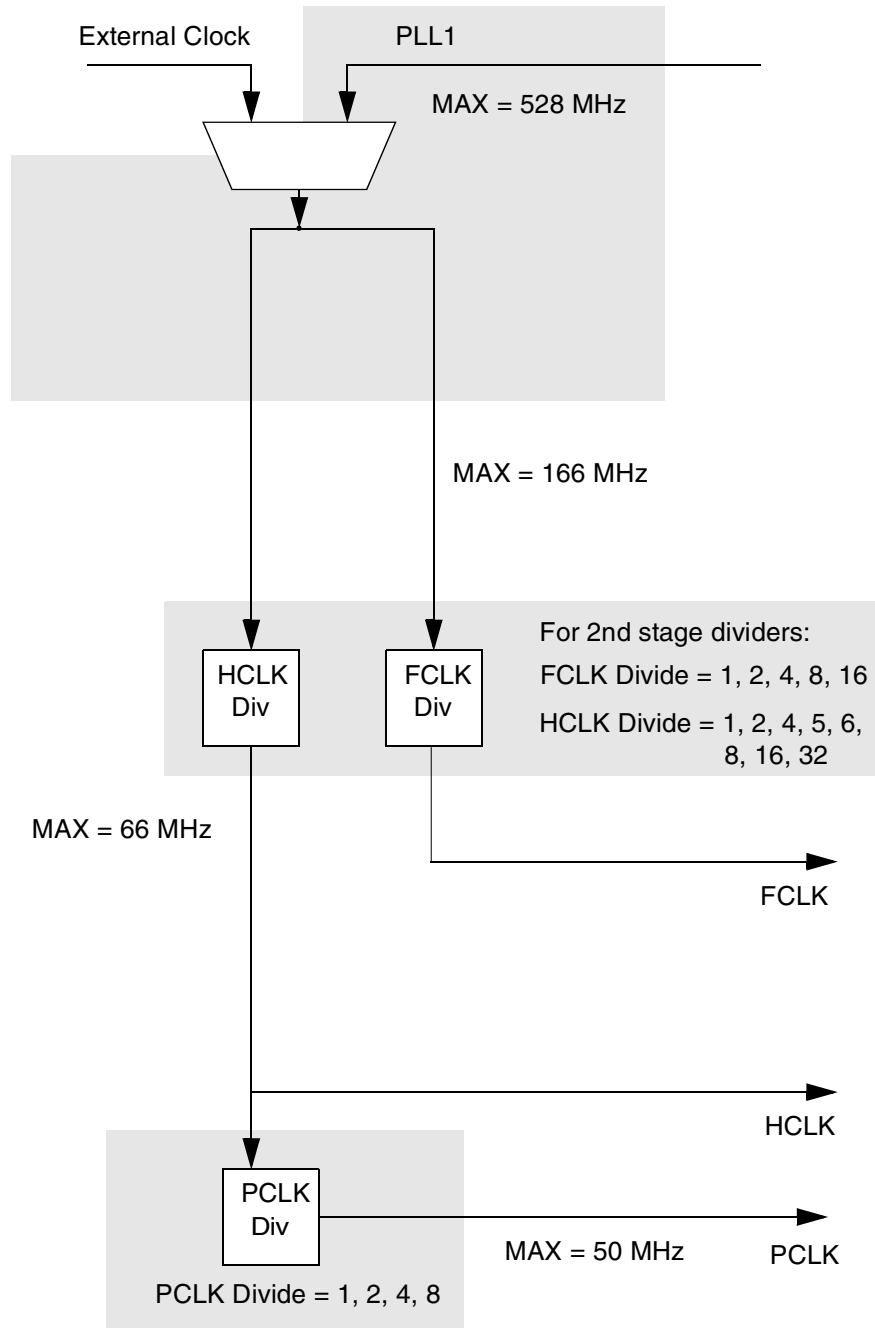 External Clock
PLL1
MAX = 528 MHz
MAX = 166 MHz
HCLK
Div
FCLK
Div
For 2nd stage dividers:
FCLK Divide = 1, 2, 4, 8, 16
HCLK Divide = 1, 2, 4, 5, 6,
8, 16, 32
MAX = 66 MHz
FCLK
HCLK
PCLK
Div
MAX = 50 MHz
PCLK
PCLK Divide = 1, 2, 4, 8